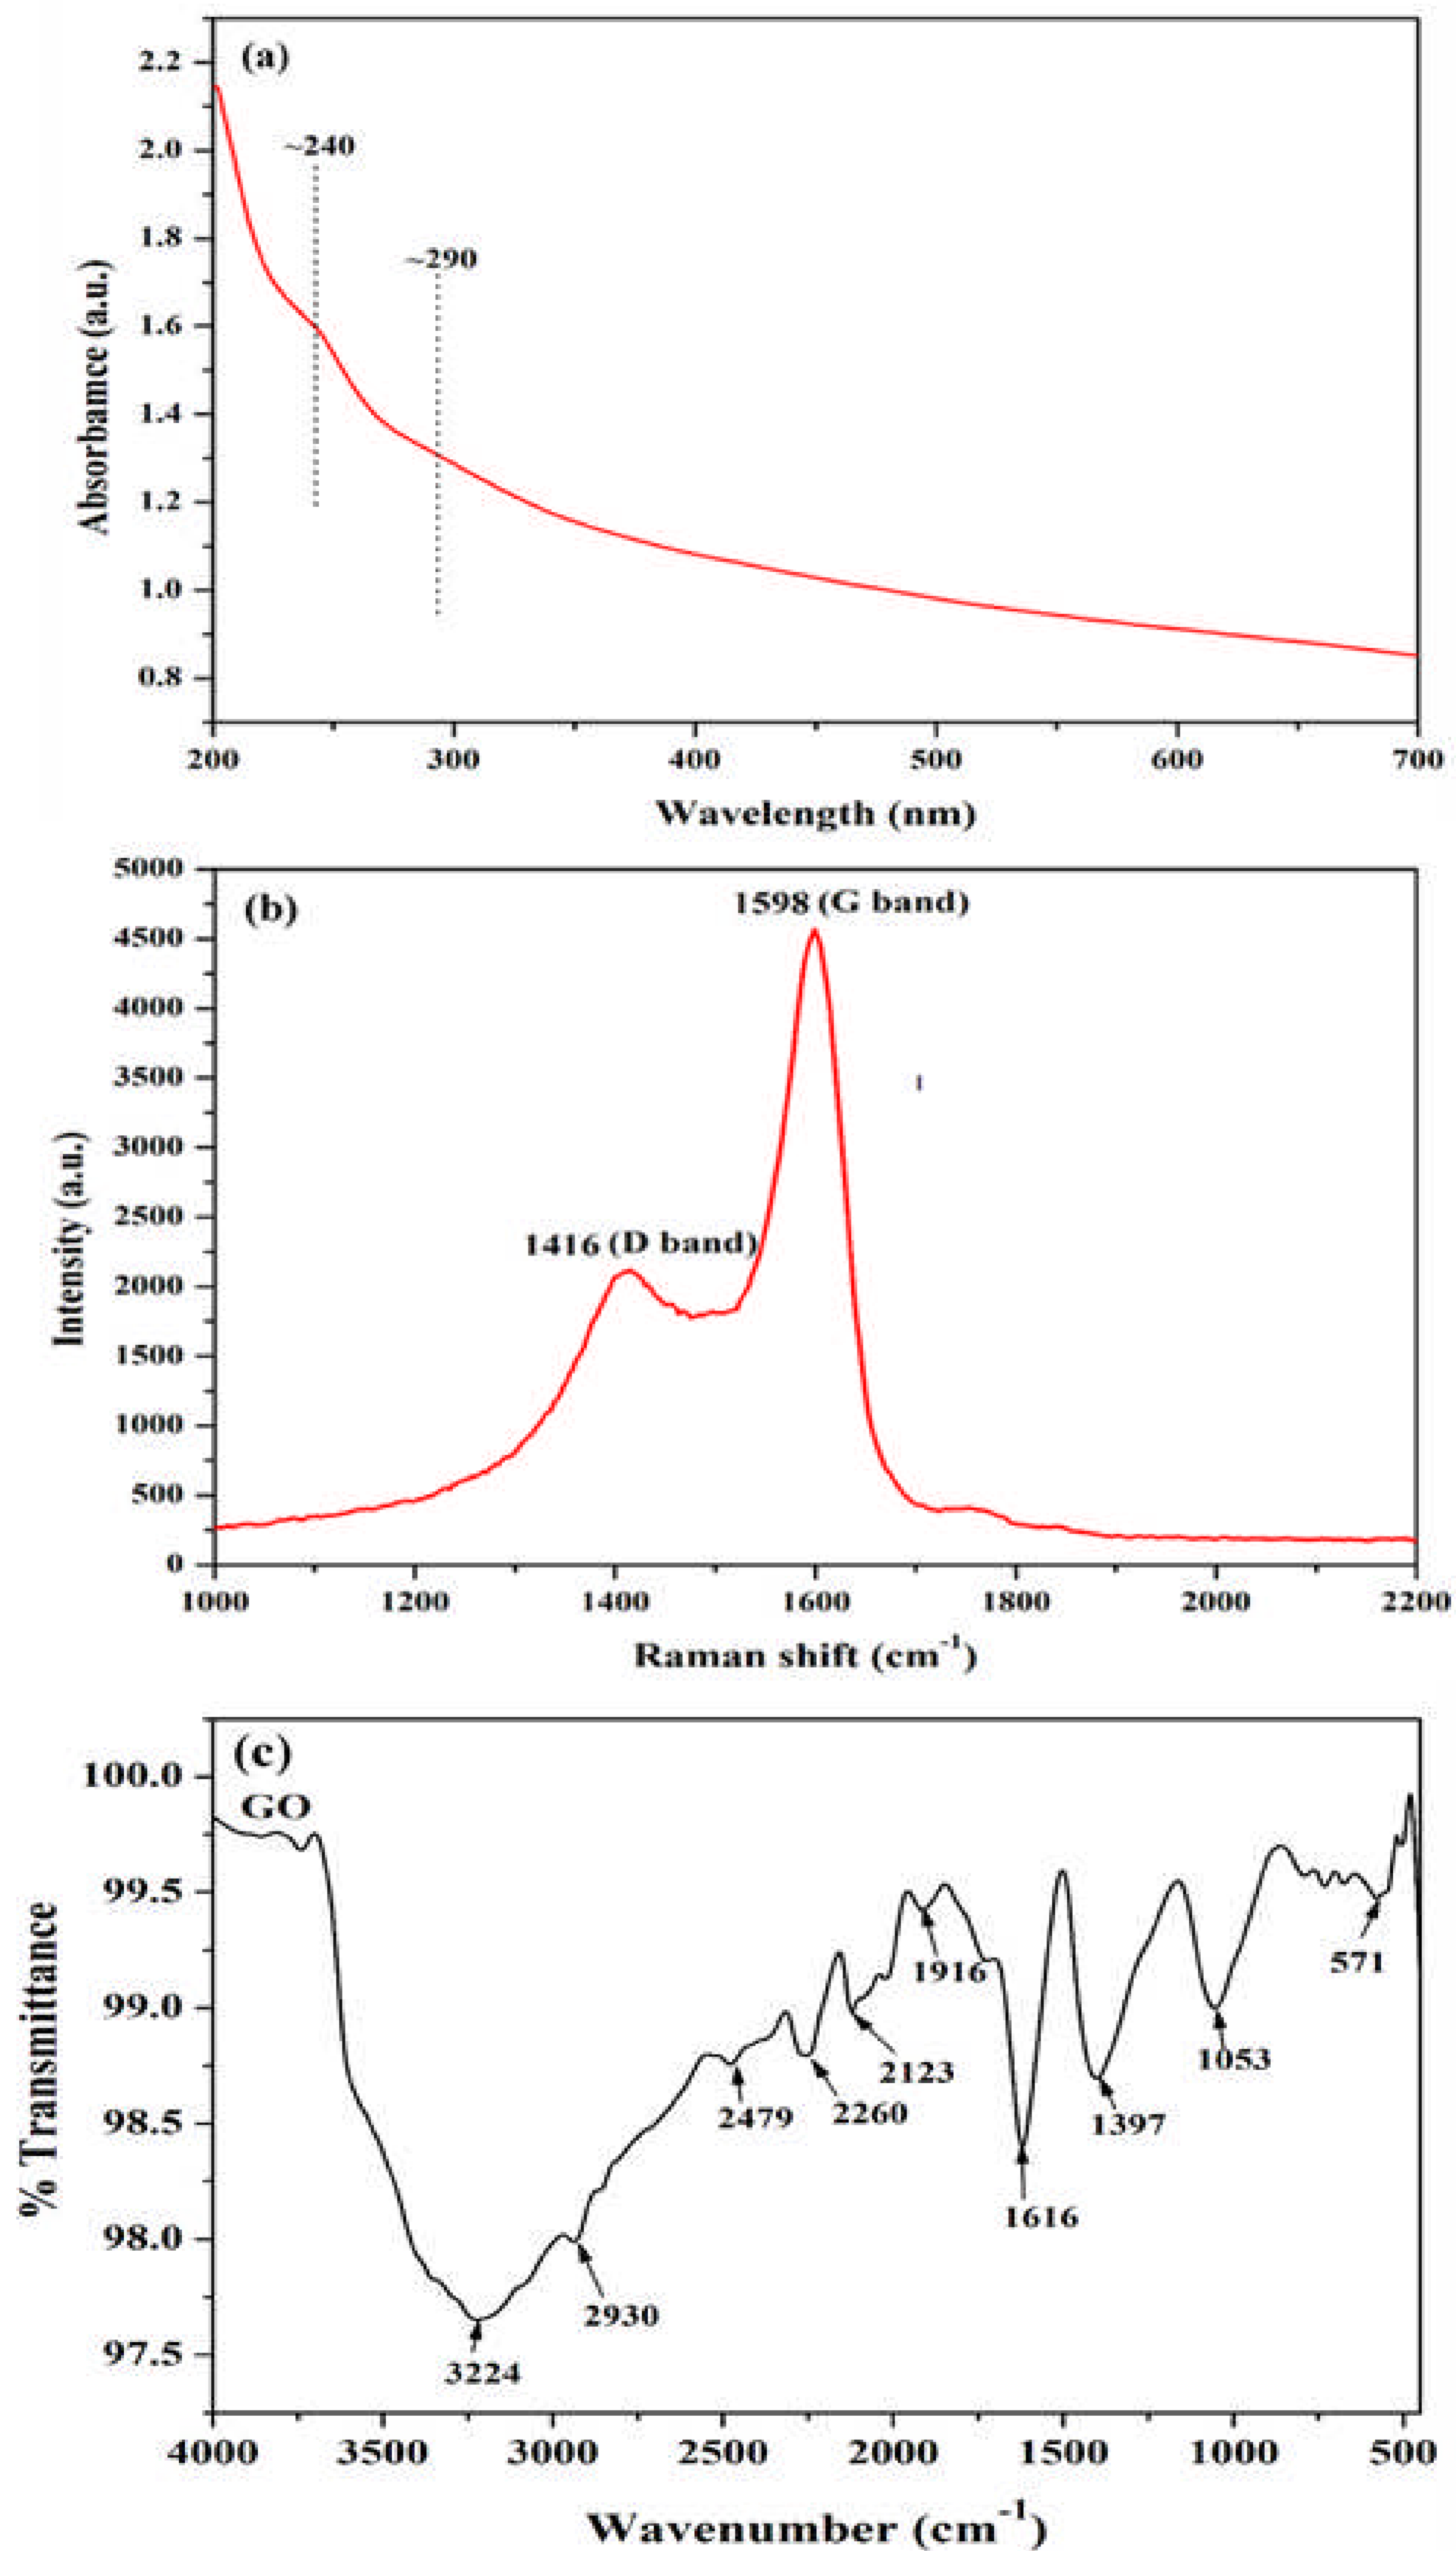 (a)
2.2
2.0
1.8
1.6
1.4
1.2
1.0
0.8
~240
~290
Absorbamce (a.u.)
200 300 400 500 600 700
Wavelength (nm)
(b)
5000
4500
4000
3500
3000
2500
2000
1500
1000
500
0
1598 (G band)
1416 (D band)
Intensity (a.u.)
1000 1200 1400 1600 1800 2000 2200
Raman shift (cm⁻¹)
(c)
GO
100.0
99.5
99.0
98.5
98.0
97.5
% Transmittance
3224
2930
2479
2260
2123
1916
1616
1397
1053
571
4000 3500 3000 2500 2000 1500 1000 500
Wavenumber (cm⁻¹)